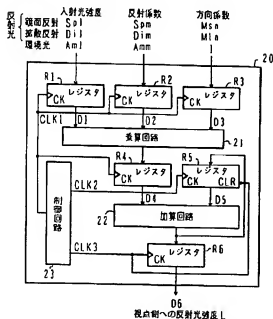 入射光強度 反射係数 方向係数
反射光
鏡面反射 Spl Spm Msn
拡散反射 Dil Dim Mln
環境光 Aml Amm 1
20
R1 R2 R3
レジスタ レジスタ レジスタ
CK CK CK
CLK1 D1 D2 D3
乗算回路 21
R4 R5
レジスタ レジスタ
CLK2 CK CK CLR
D4 D5
制御回路 22 加算回路
23
CLK3 レジスタ R6
CK
D6
視点側への反射光強度 L